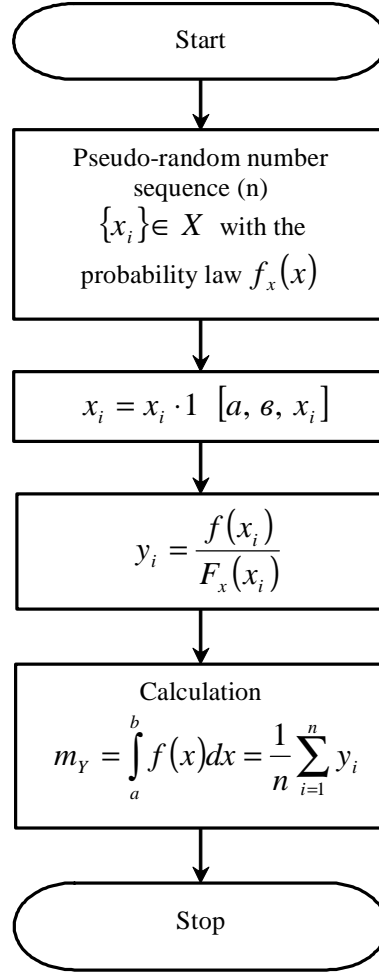 Start
Pseudo-random number
sequence (n)
{x_i} ∈ X with the
probability law f_x(x)
x_i = x_i · 1 [а, в, x_i]
y_i = f(x_i) / F_x(x_i)
Calculation
m_Y = ∫_a^b f(x)dx = 1/n ∑_{i=1}^n y_i
Stop